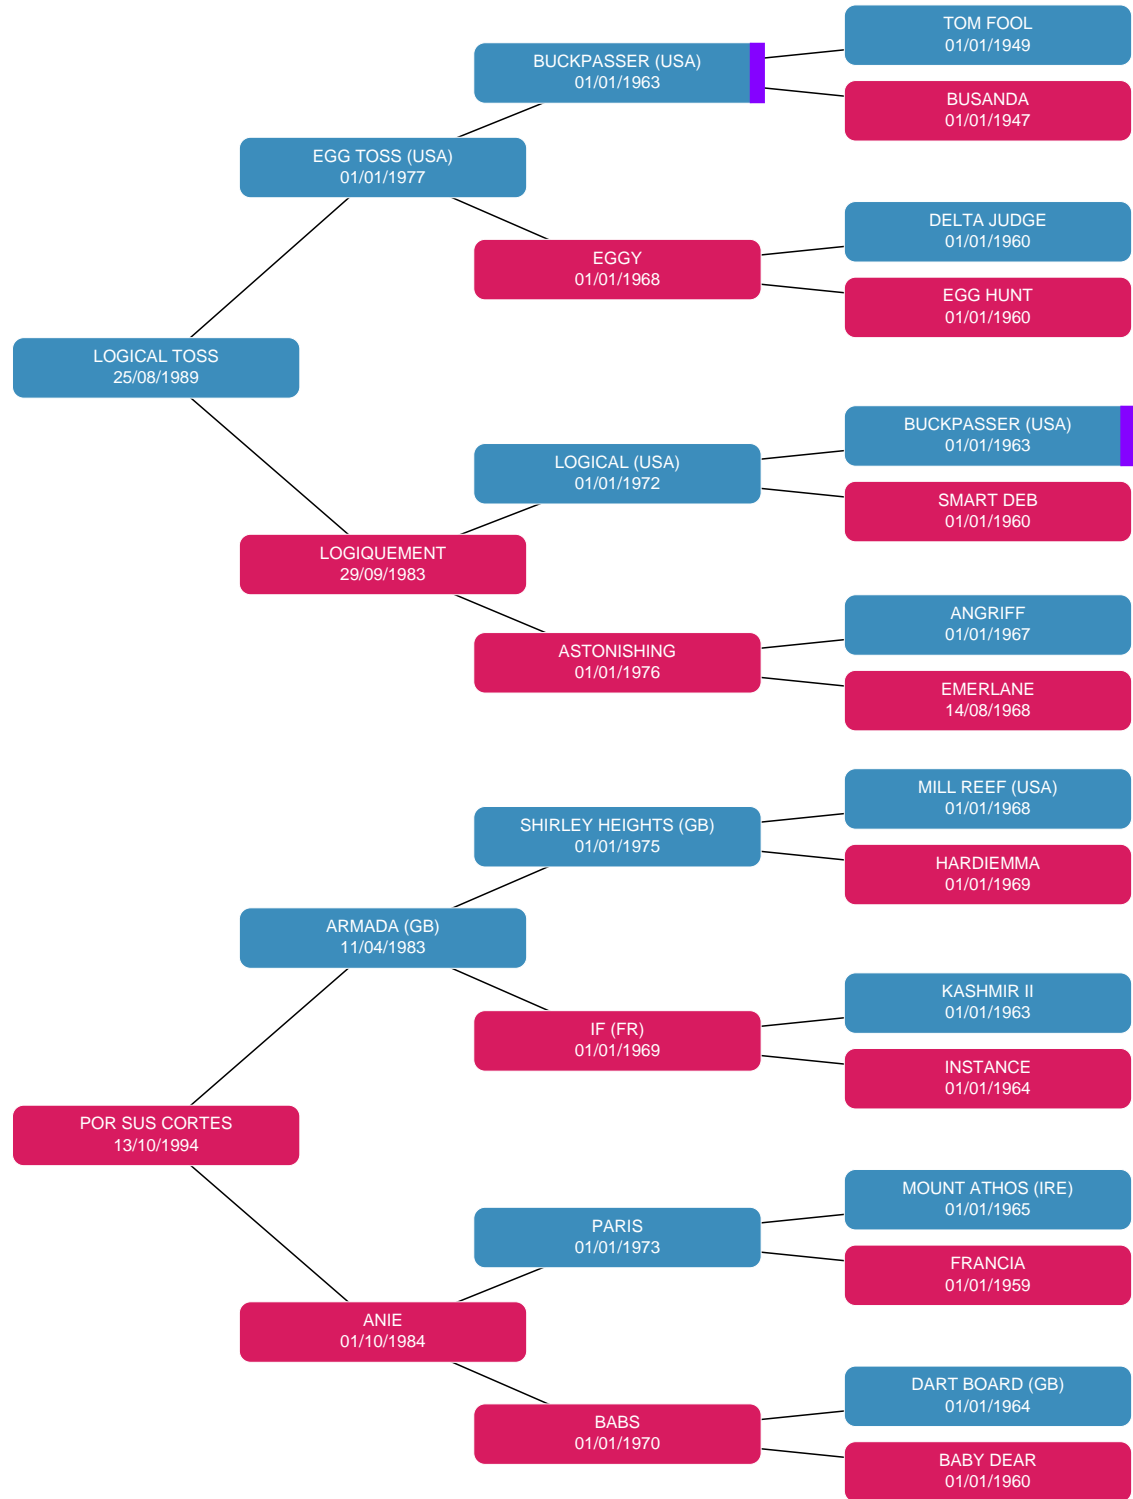 TOM FOOL
01/01/1949
BUCKPASSER (USA)
01/01/1963
BUSANDA
01/01/1947
EGG TOSS (USA)
01/01/1977
DELTA JUDGE
01/01/1960
EGGY
01/01/1968
EGG HUNT
01/01/1960
LOGICAL TOSS
25/08/1989
BUCKPASSER (USA)
01/01/1963
LOGICAL (USA)
01/01/1972
SMART DEB
01/01/1960
LOGIQUEMENT
29/09/1983
ANGRIFF
01/01/1967
ASTONISHING
01/01/1976
EMERLANE
14/08/1968
MILL REEF (USA)
01/01/1968
SHIRLEY HEIGHTS (GB)
01/01/1975
HARDIEMMA
01/01/1969
ARMADA (GB)
11/04/1983
KASHMIR II
01/01/1963
IF (FR)
01/01/1969
INSTANCE
01/01/1964
POR SUS CORTES
13/10/1994
MOUNT ATHOS (IRE)
01/01/1965
PARIS
01/01/1973
FRANCIA
01/01/1959
ANIE
01/10/1984
DART BOARD (GB)
01/01/1964
BABS
01/01/1970
BABY DEAR
01/01/1960